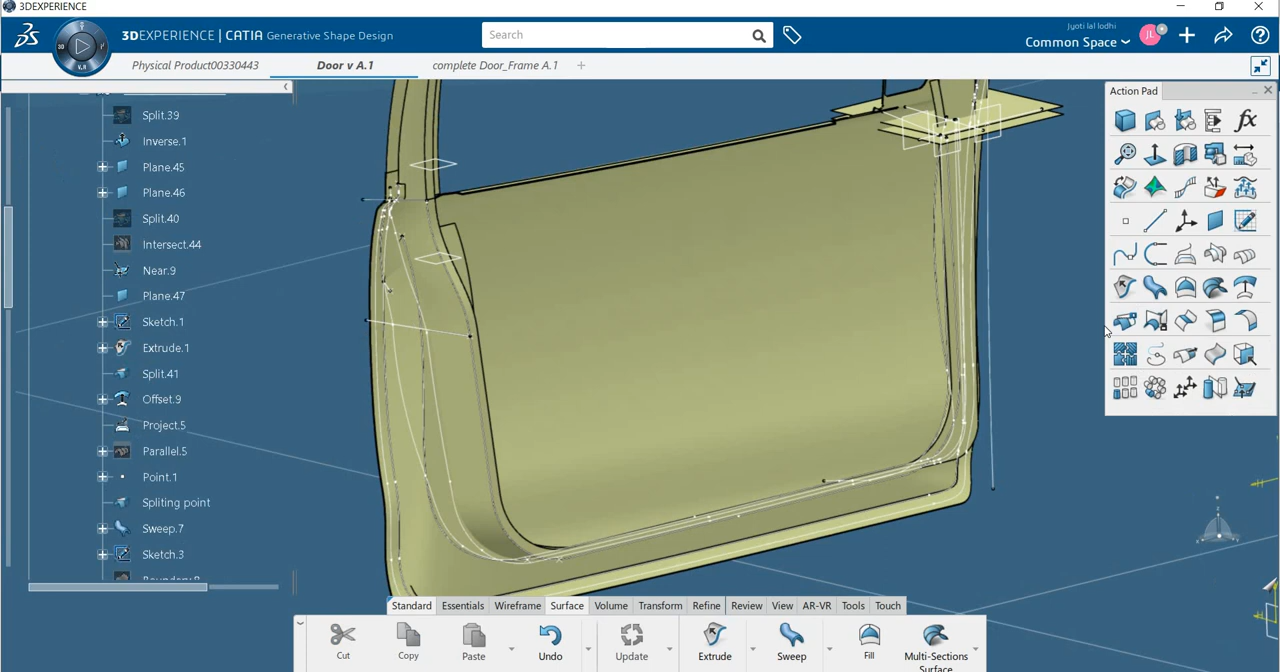 3DEXPERIENCE
3DEXPERIENCE | CATIA Generative Shape Design
Search
Jyoti lal lodhi
Common Space
JL
3D
V.R
Physical Product00330443
Door v A.1
complete Door_Frame A.1
Action Pad
fx
Split.39
Inverse.1
Plane.45
Plane.46
Split.40
Intersect.44
Near.9
Plane.47
Sketch.1
Extrude.1
Split.41
Offset.9
Project.5
Parallel.5
Point.1
Spliting point
Sweep.7
Sketch.3
Standard Essentials Wireframe Surface Volume Transform Refine Review View AR-VR Tools Touch
Cut
Copy
Paste
Undo
Update
Extrude
Sweep
Fill
Multi-Sections
Surface